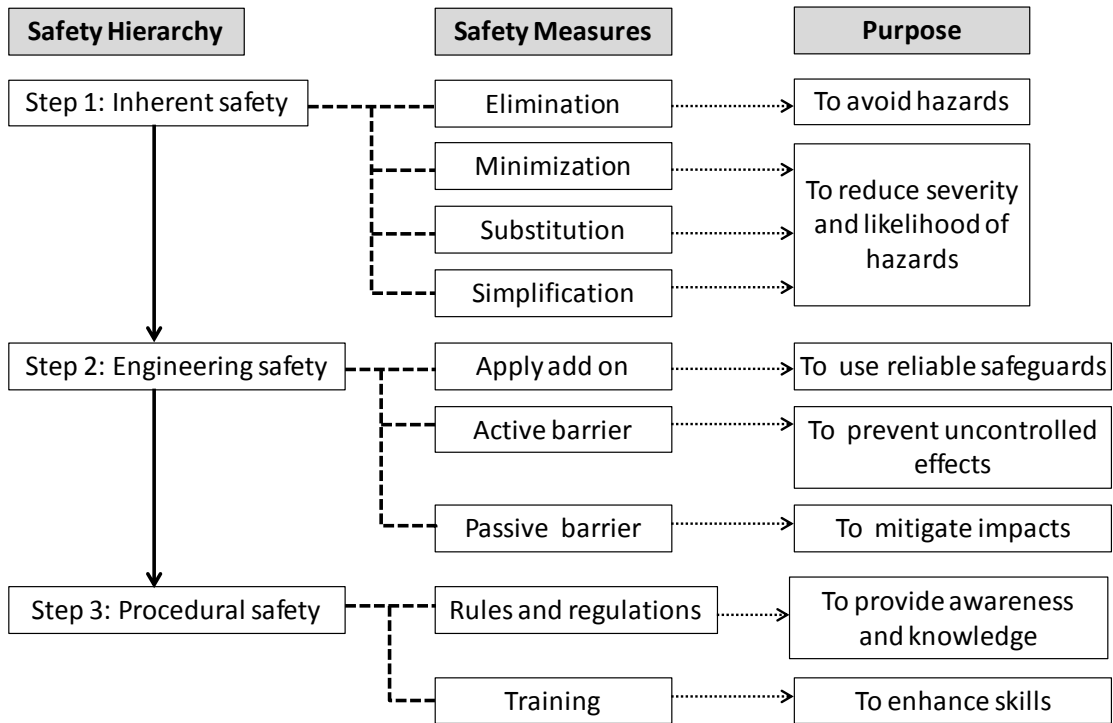 Safety Hierarchy
Safety Measures
Purpose
Step 1: Inherent safety
Elimination
To avoid hazards
Minimization
Substitution
Simplification
To reduce severity
and likelihood of
hazards
Step 2: Engineering safety
Apply add on
To use reliable safeguards
Active barrier
To prevent uncontrolled
effects
Passive barrier
To mitigate impacts
Step 3: Procedural safety
Rules and regulations
To provide awareness
and knowledge
Training
To enhance skills